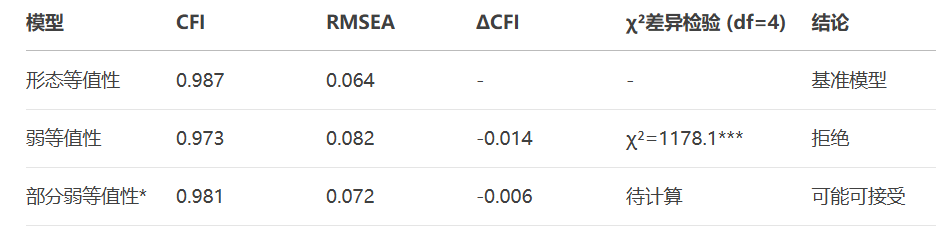 模型 CFI RMSEA ΔCFI χ²差异检验 (df=4) 结论
形态等值性 0.987 0.064 - - 基准模型
弱等值性 0.973 0.082 -0.014 χ²=1178.1*** 拒绝
部分弱等值性* 0.981 0.072 -0.006 待计算 可能可接受